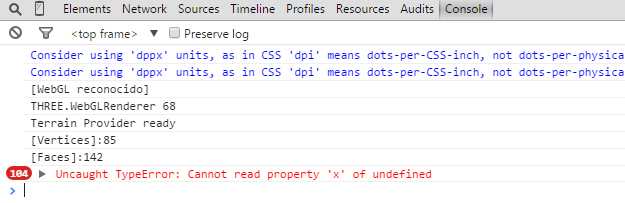 Elements Network Sources Timeline Profiles Resources Audits Console
<top frame> Preserve log
Consider using 'dppx' units, as in CSS 'dpi' means dots-per-CSS-inch, not dots-per-physica
Consider using 'dppx' units, as in CSS 'dpi' means dots-per-CSS-inch, not dots-per-physica
[WebGL reconocido]
THREE.WebGLRenderer 68
Terrain Provider ready
[Vertices]:85
[Faces]:142
104 Uncaught TypeError: Cannot read property 'x' of undefined